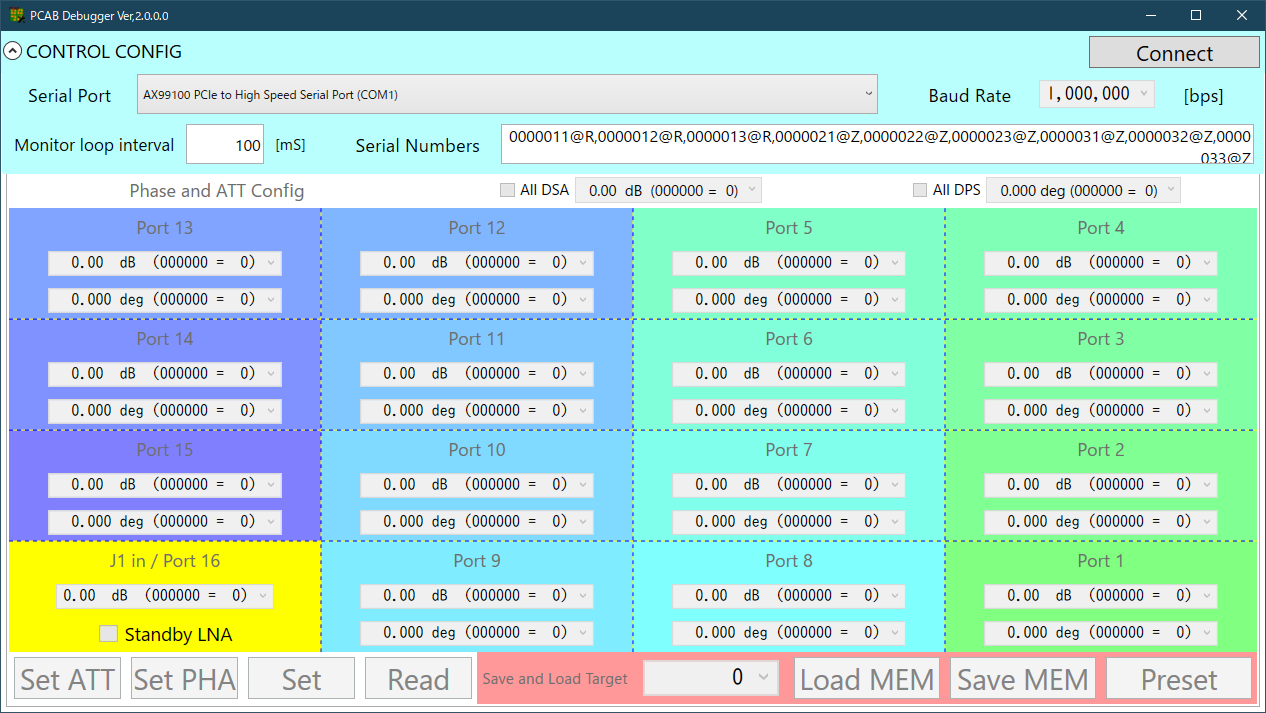 PCAB Debugger Ver,2.0.0.0
CONTROL CONFIG
Connect
Serial Port
AX99100 PCIe to High Speed Serial Port (COM1)
Baud Rate
1,000,000
[bps]
Monitor loop interval
100
[mS]
Serial Numbers
0000011@R,0000012@R,0000013@R,0000021@Z,0000022@Z,0000023@Z,0000031@Z,0000032@Z,0000
033@Z
Phase and ATT Config
All DSA
0.00 dB (000000 = 0)
All DPS
0.000 deg (000000 = 0)
Port 13
0.00 dB (000000 = 0)
0.000 deg (000000 = 0)
Port 12
0.00 dB (000000 = 0)
0.000 deg (000000 = 0)
Port 5
0.00 dB (000000 = 0)
0.000 deg (000000 = 0)
Port 4
0.00 dB (000000 = 0)
0.000 deg (000000 = 0)
Port 14
0.00 dB (000000 = 0)
0.000 deg (000000 = 0)
Port 11
0.00 dB (000000 = 0)
0.000 deg (000000 = 0)
Port 6
0.00 dB (000000 = 0)
0.000 deg (000000 = 0)
Port 3
0.00 dB (000000 = 0)
0.000 deg (000000 = 0)
Port 15
0.00 dB (000000 = 0)
0.000 deg (000000 = 0)
Port 10
0.00 dB (000000 = 0)
0.000 deg (000000 = 0)
Port 7
0.00 dB (000000 = 0)
0.000 deg (000000 = 0)
Port 2
0.00 dB (000000 = 0)
0.000 deg (000000 = 0)
J1 in / Port 16
0.00 dB (000000 = 0)
Standby LNA
Port 9
0.00 dB (000000 = 0)
0.000 deg (000000 = 0)
Port 8
0.00 dB (000000 = 0)
0.000 deg (000000 = 0)
Port 1
0.00 dB (000000 = 0)
0.000 deg (000000 = 0)
Set ATT
Set PHA
Set
Read
Save and Load Target
0
Load MEM
Save MEM
Preset